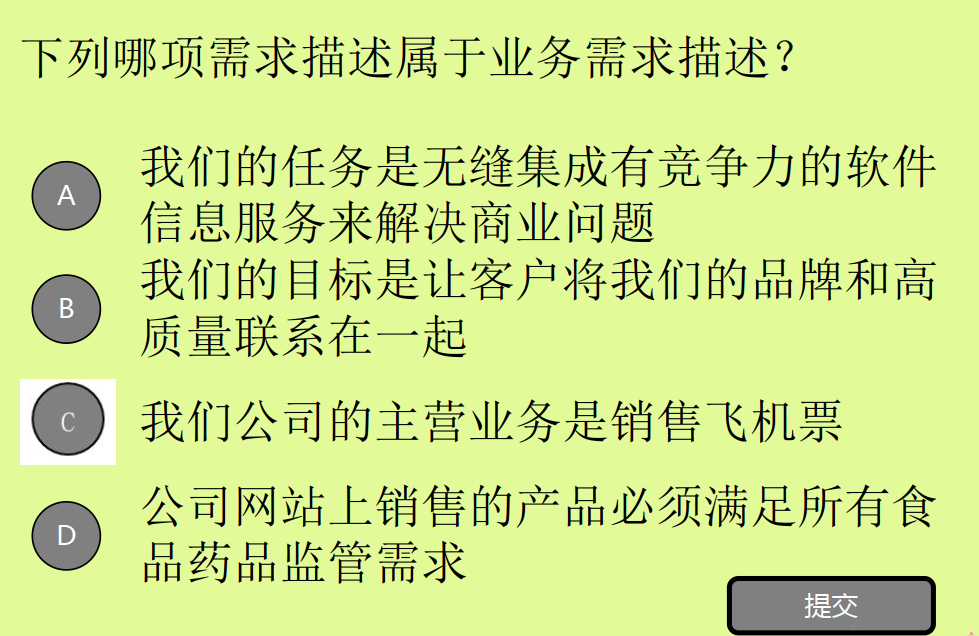 下列哪项需求描述属于业务需求描述？
A
我们的任务是无缝集成有竞争力的软件
信息服务来解决商业问题
B
我们的目标是让客户将我们的品牌和高
质量联系在一起
C
我们公司的主营业务是销售飞机票
D
公司网站上销售的产品必须满足所有食
品药品监管需求
提交